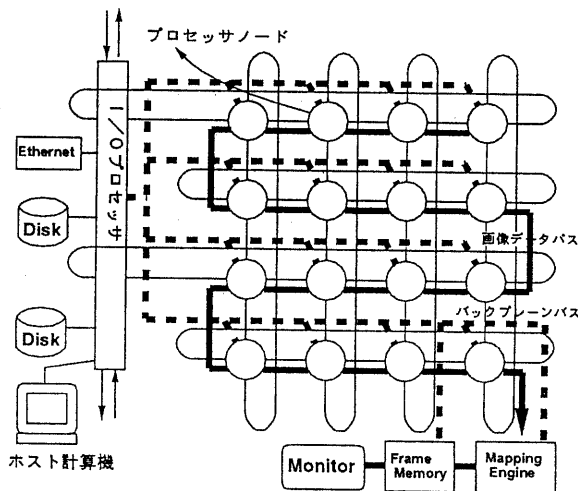 プロセッサノード
I/Oプロセッサ
Ethernet
Disk
画像データパス
バックプレーンバス
Disk
ホスト計算機
Monitor
Frame
Memory
Mapping
Engine